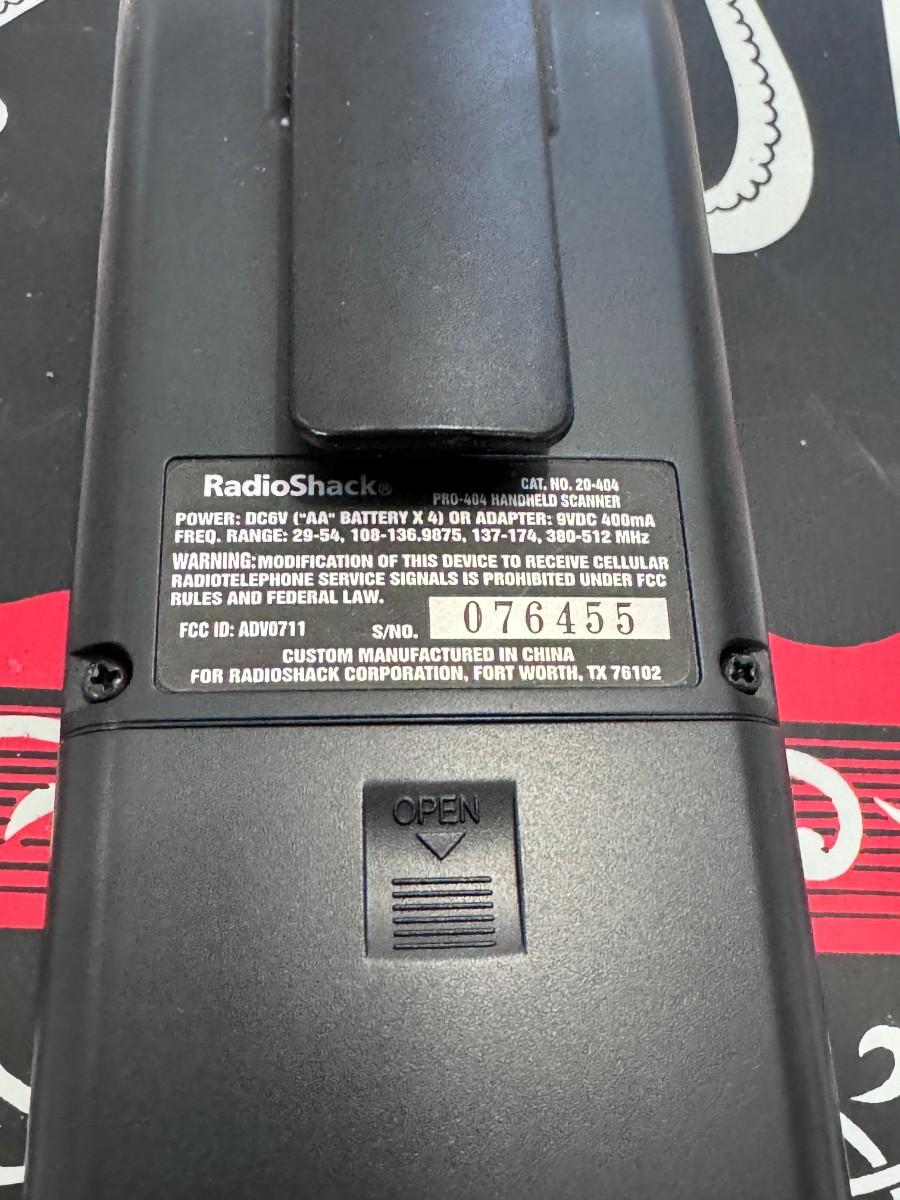 RadioShack®
CAT. NO. 20-404
PRO-404 HANDHELD SCANNER
POWER: DC6V ("AA" BATTERY X 4) OR ADAPTER: 9VDC 400mA
FREQ. RANGE: 29-54, 108-136.9875, 137-174, 380-512 MHz
WARNING: MODIFICATION OF THIS DEVICE TO RECEIVE CELLULAR
RADIOTELEPHONE SERVICE SIGNALS IS PROHIBITED UNDER FCC
RULES AND FEDERAL LAW.
FCC ID: ADV0711 S/NO. 076455
CUSTOM MANUFACTURED IN CHINA
FOR RADIOSHACK CORPORATION, FORT WORTH, TX 76102
OPEN